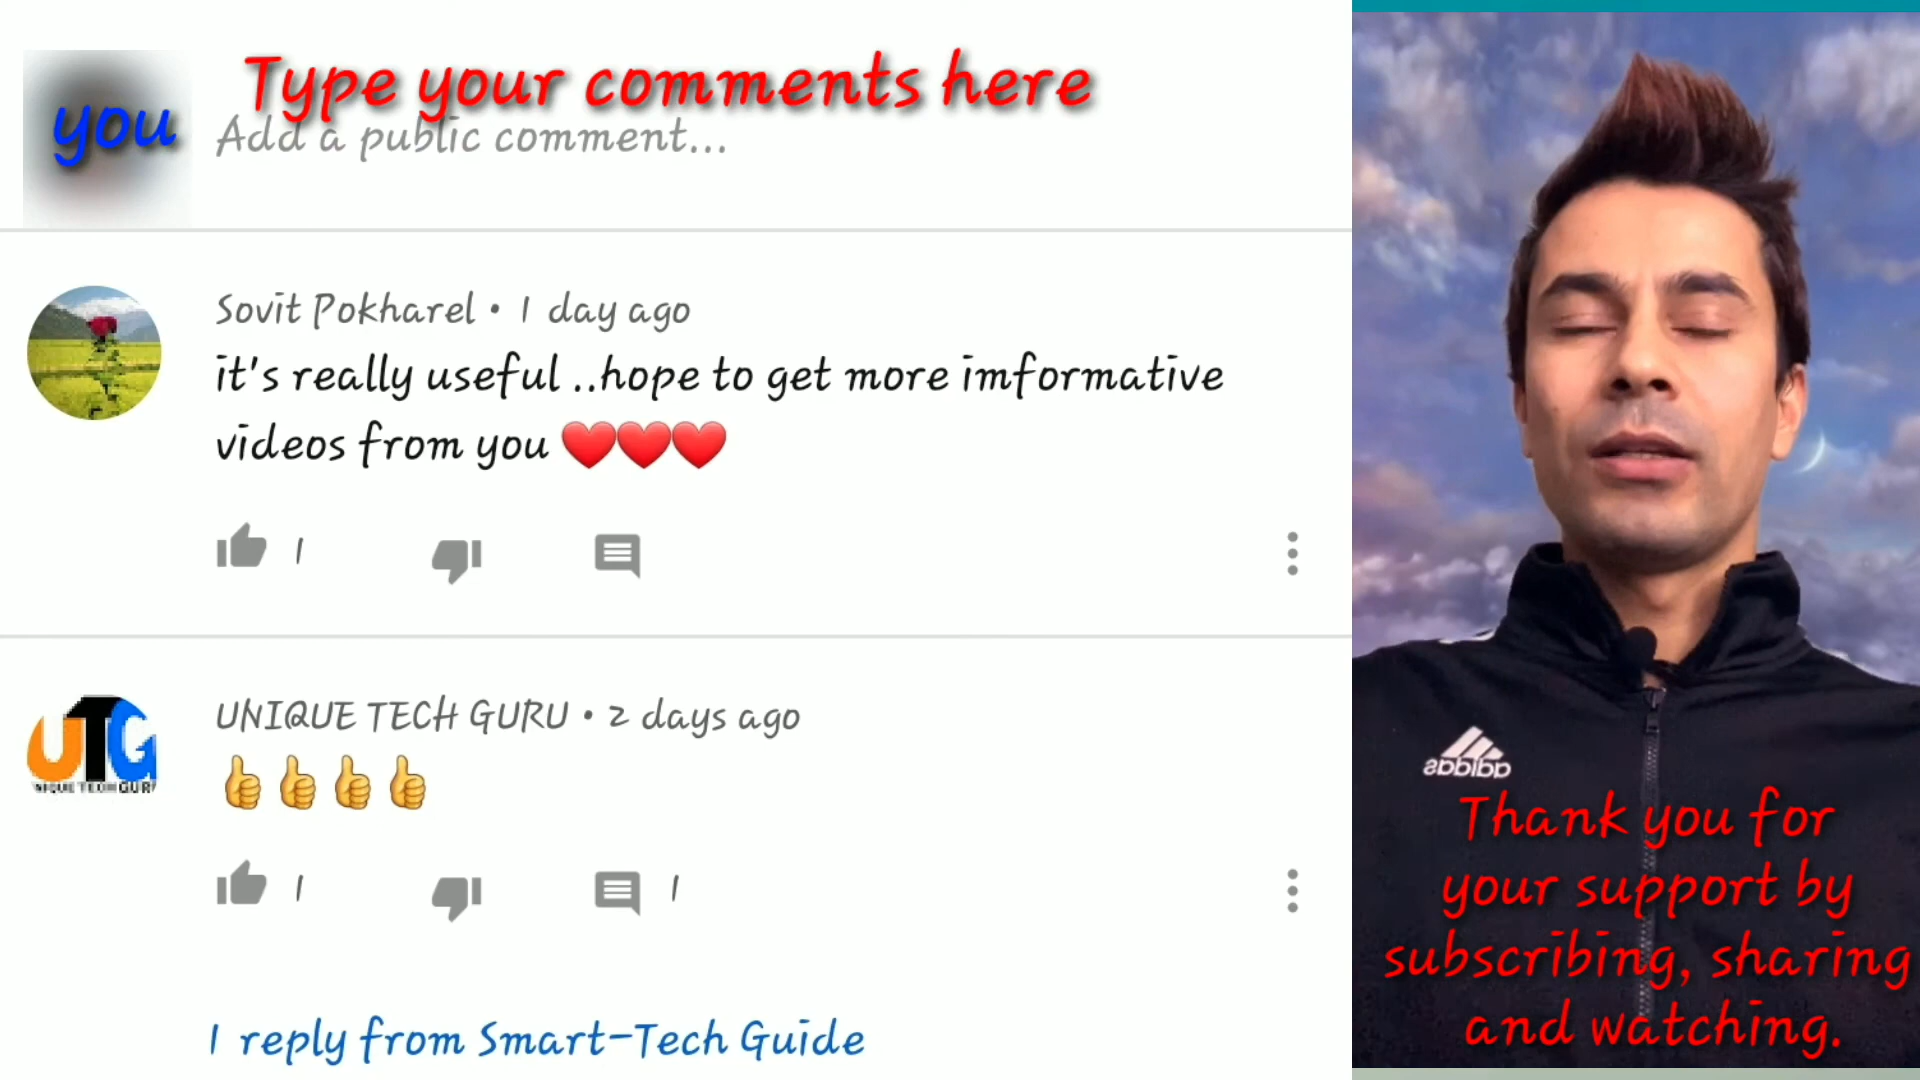 Type your comments here
you
Add a public comment...
Sovit Pokharel • 1 day ago
it's really useful ..hope to get more imformative
videos from you ❤️❤️❤️
1
UTG
UNIQUE TECH GURU • 2 days ago
👍👍👍👍
1 1
1 reply from Smart-Tech Guide
adidas
Thank you for
your support by
subscribing, sharing
and watching.